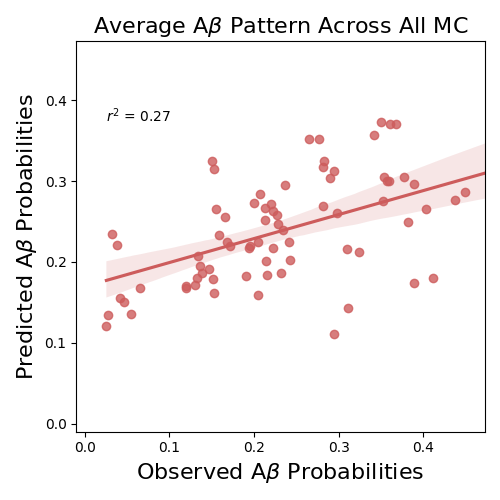 Average Aβ Pattern Across All MC
r² = 0.27
Predicted Aβ Probabilities
0.4
0.3
0.2
0.1
0.0
0.0 0.1 0.2 0.3 0.4
Observed Aβ Probabilities